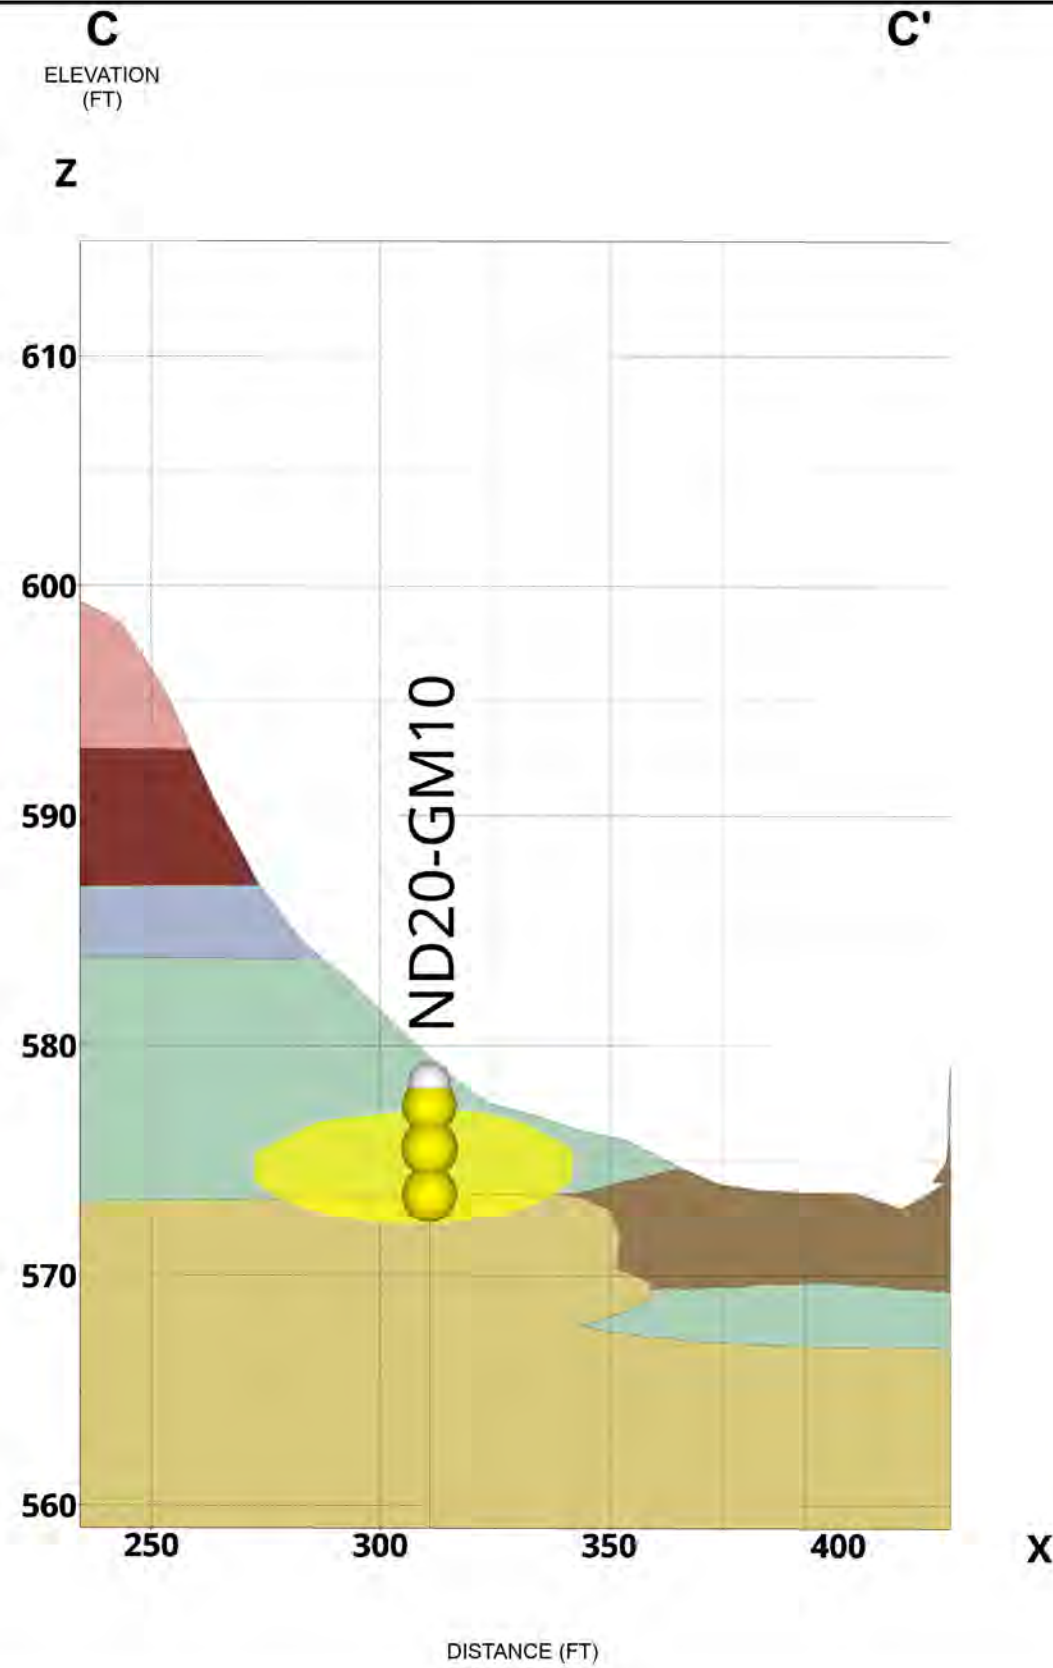 C C'
ELEVATION
(FT)
Z
610
600
590
580
570
560
ND20-GM10
250 300 350 400 X
DISTANCE (FT)